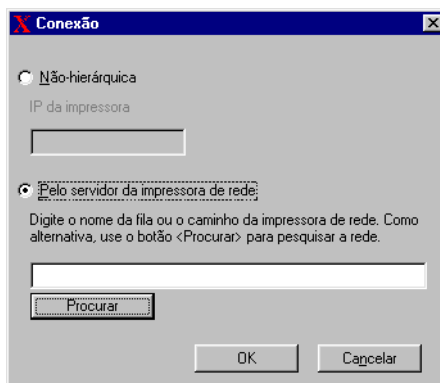 Conexão
Não-hierárquica
IP da impressora
Pelo servidor da impressora de rede
Digite o nome da fila ou o caminho da impressora de rede. Como
alternativa, use o botão <Procurar> para pesquisar a rede.
Procurar
OK
Cancelar